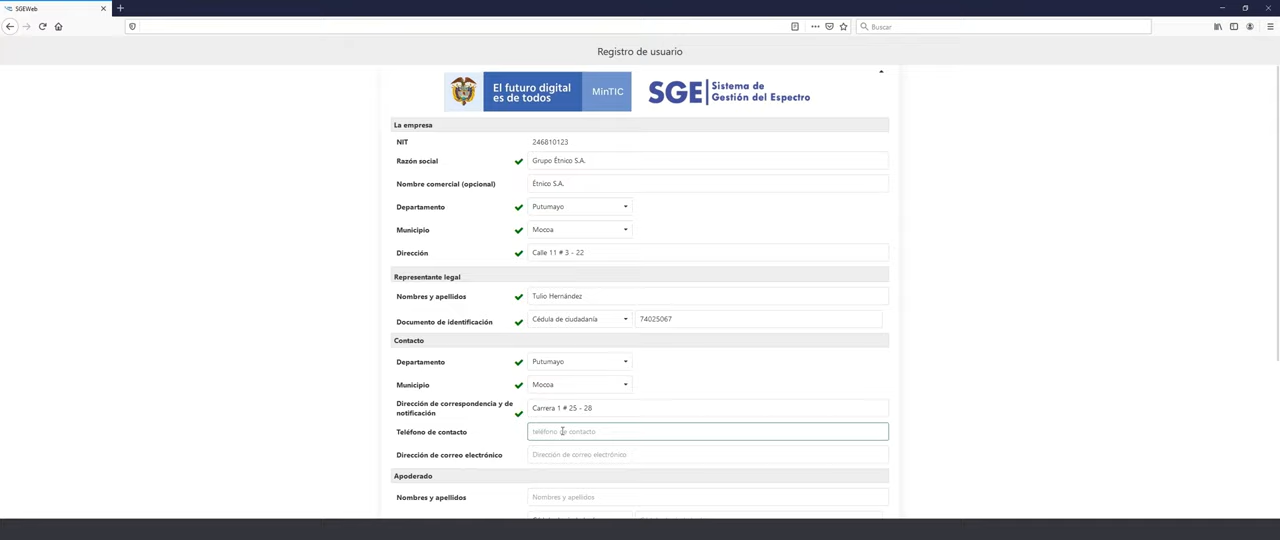 SGEWeb
Buscar
Registro de usuario
El futuro digital
es de todos
MinTIC
SGE
Sistema de
Gestión del Espectro
La empresa
NIT 246810123
Razón social Grupo Étnico S.A.
Nombre comercial (opcional) Étnico S.A.
Departamento Putumayo
Municipio Mocoa
Dirección Calle 11 # 3 - 22
Representante legal
Nombres y apellidos Tulio Hernández
Documento de identificación Cédula de ciudadanía 74025067
Contacto
Departamento Putumayo
Municipio Mocoa
Dirección de correspondencia y de
notificación Carrera 1 # 25 - 28
Teléfono de contacto teléfono de contacto
Dirección de correo electrónico Dirección de correo electrónico
Apoderado
Nombres y apellidos Nombres y apellidos